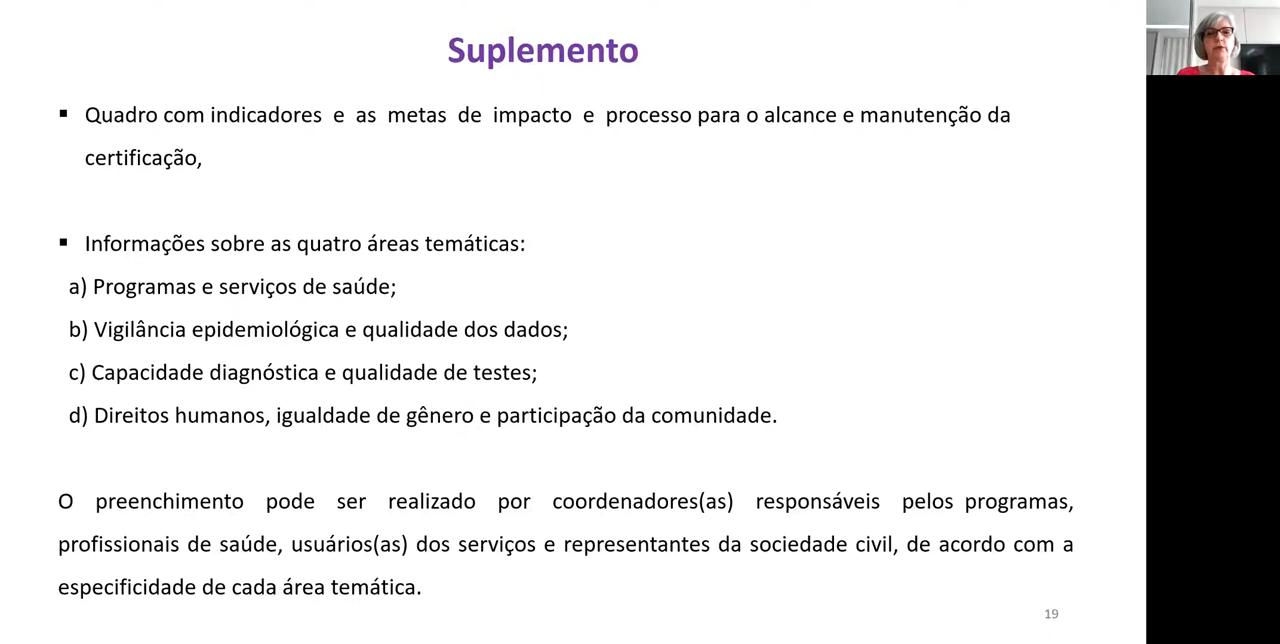 Suplemento
▪ Quadro com indicadores e as metas de impacto e processo para o alcance e manutenção da
certificação,
▪ Informações sobre as quatro áreas temáticas:
a) Programas e serviços de saúde;
b) Vigilância epidemiológica e qualidade dos dados;
c) Capacidade diagnóstica e qualidade de testes;
d) Direitos humanos, igualdade de gênero e participação da comunidade.
O preenchimento pode ser realizado por coordenadores(as) responsáveis pelos programas,
profissionais de saúde, usuários(as) dos serviços e representantes da sociedade civil, de acordo com a
especificidade de cada área temática.
19